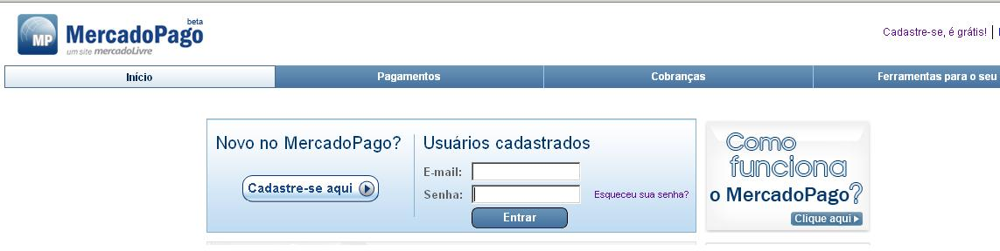 MP MercadoPago beta
um site mercadoLivre
Cadastre-se, é grátis!
Início Pagamentos Cobranças Ferramentas para o seu
Novo no MercadoPago?
Cadastre-se aqui
Usuários cadastrados
E-mail:
Senha: Esqueceu sua senha?
Entrar
Como
funciona
o MercadoPago?
Clique aqui